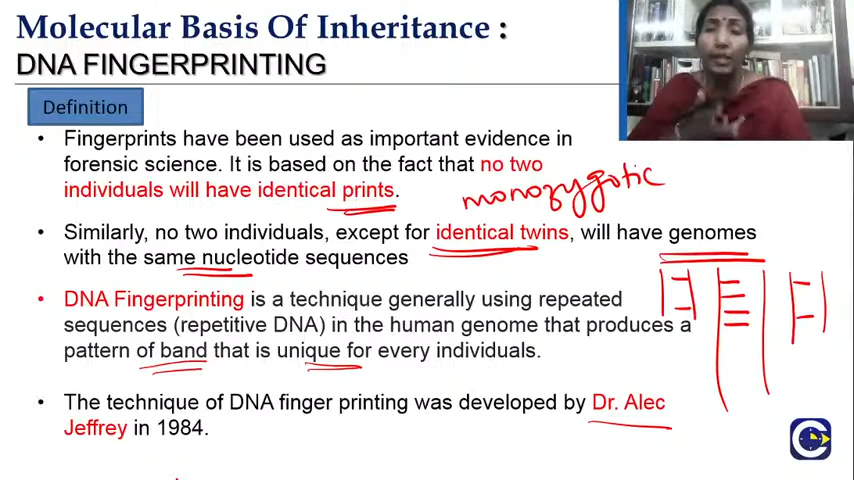 Molecular Basis Of Inheritance :
DNA FINGERPRINTING
Definition
• Fingerprints have been used as important evidence in
forensic science. It is based on the fact that no two
individuals will have identical prints.
monozygotic
• Similarly, no two individuals, except for identical twins, will have genomes
with the same nucleotide sequences
• DNA Fingerprinting is a technique generally using repeated
sequences (repetitive DNA) in the human genome that produces a
pattern of band that is unique for every individuals.
• The technique of DNA finger printing was developed by Dr. Alec
Jeffrey in 1984.